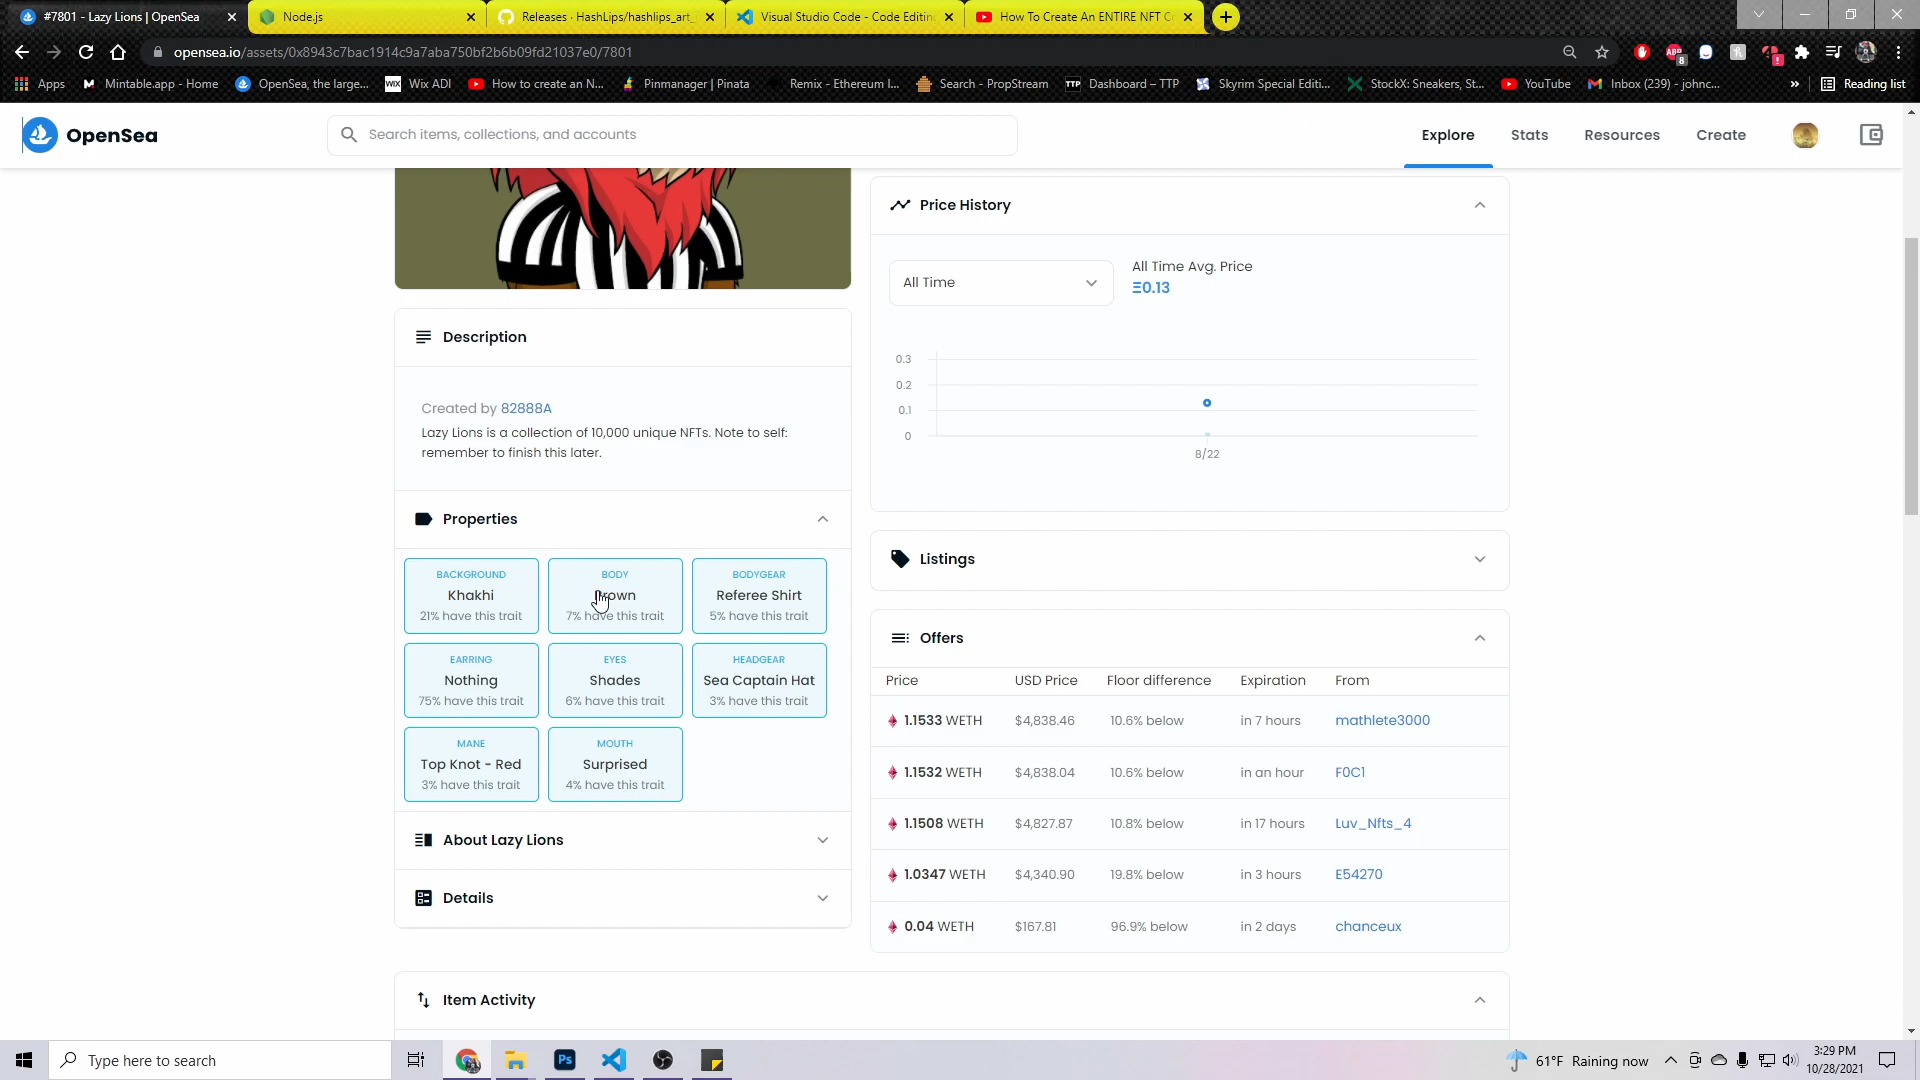 #7801 - Lazy Lions | OpenSea
Node.js
Releases · HashLips/hashlips_art_
Visual Studio Code - Code Editin
How To Create An ENTIRE NFT C
opensea.io/assets/0x8943c7bac1914c9a7aba750bf2b6b09fd21037e0/7801
Apps
Mintable.app - Home
OpenSea, the large...
WIX
Wix ADI
How to create an N...
Pinmanager | Pinata
Remix - Ethereum I...
Search - PropStream
TTP
Dashboard – TTP
Skyrim Special Editi...
StockX: Sneakers, St...
YouTube
Inbox (239) - johnc...
»
Reading list
OpenSea
Search items, collections, and accounts
Explore
Stats
Resources
Create
Description
Created by 82888A
Lazy Lions is a collection of 10,000 unique NFTs. Note to self:
remember to finish this later.
Properties
BACKGROUND
Khakhi
21% have this trait
BODY
7% have this trait
BODYGEAR
Referee Shirt
5% have this trait
EARRING
Nothing
75% have this trait
EYES
Shades
6% have this trait
HEADGEAR
Sea Captain Hat
3% have this trait
MANE
Top Knot - Red
3% have this trait
MOUTH
Surprised
4% have this trait
About Lazy Lions
Details
Price History
All Time
All Time Avg. Price
Ξ0.13
0.3
0.2
0.1
0
8/22
Listings
Offers
Price USD Price Floor difference Expiration From
1.1533 WETH $4,838.46 10.6% below in 7 hours mathlete3000
1.1532 WETH $4,838.04 10.6% below in an hour F0C1
1.1508 WETH $4,827.87 10.8% below in 17 hours Luv_Nfts_4
1.0347 WETH $4,340.90 19.8% below in 3 hours E54270
0.04 WETH $167.81 96.9% below in 2 days chanceux
Item Activity
Type here to search
Ps
61°F Raining now
3:29 PM
10/28/2021